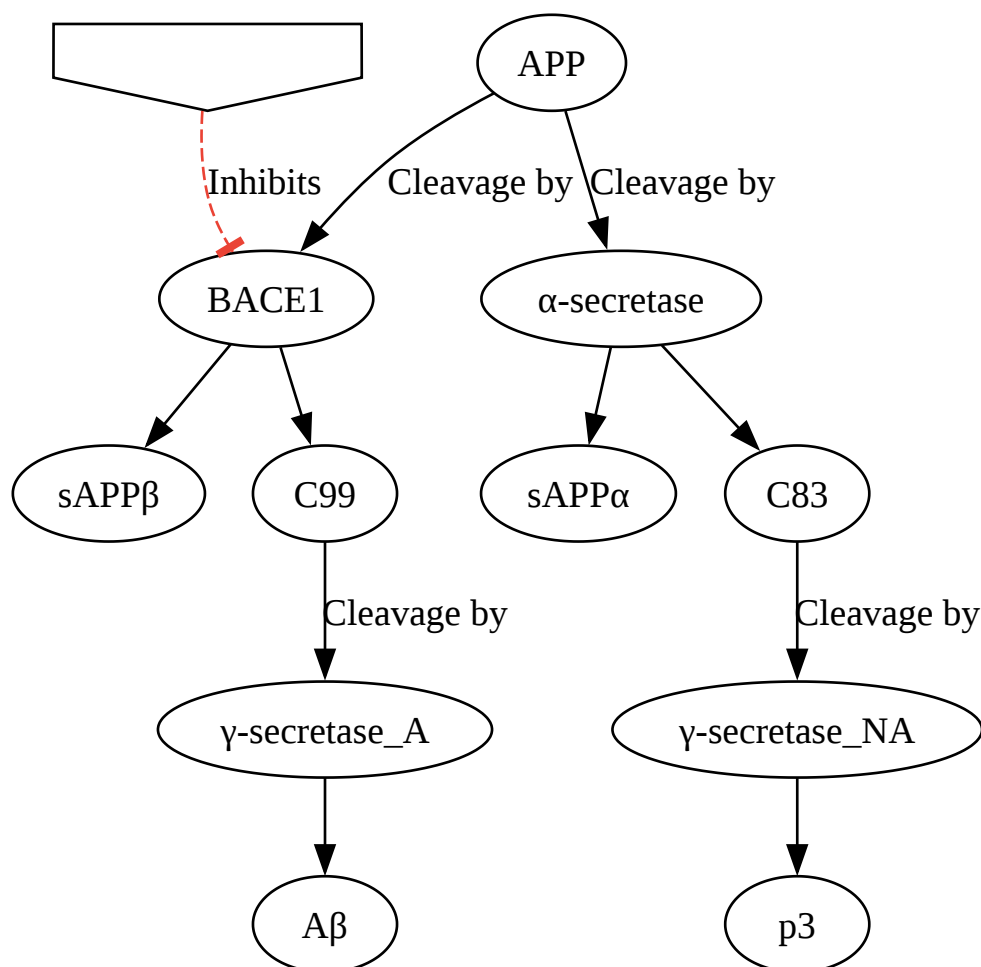 APP
Inhibits
Cleavage by
Cleavage by
BACE1
α-secretase
sAPPβ
C99
sAPPα
C83
Cleavage by
Cleavage by
γ-secretase_A
γ-secretase_NA
Aβ
p3